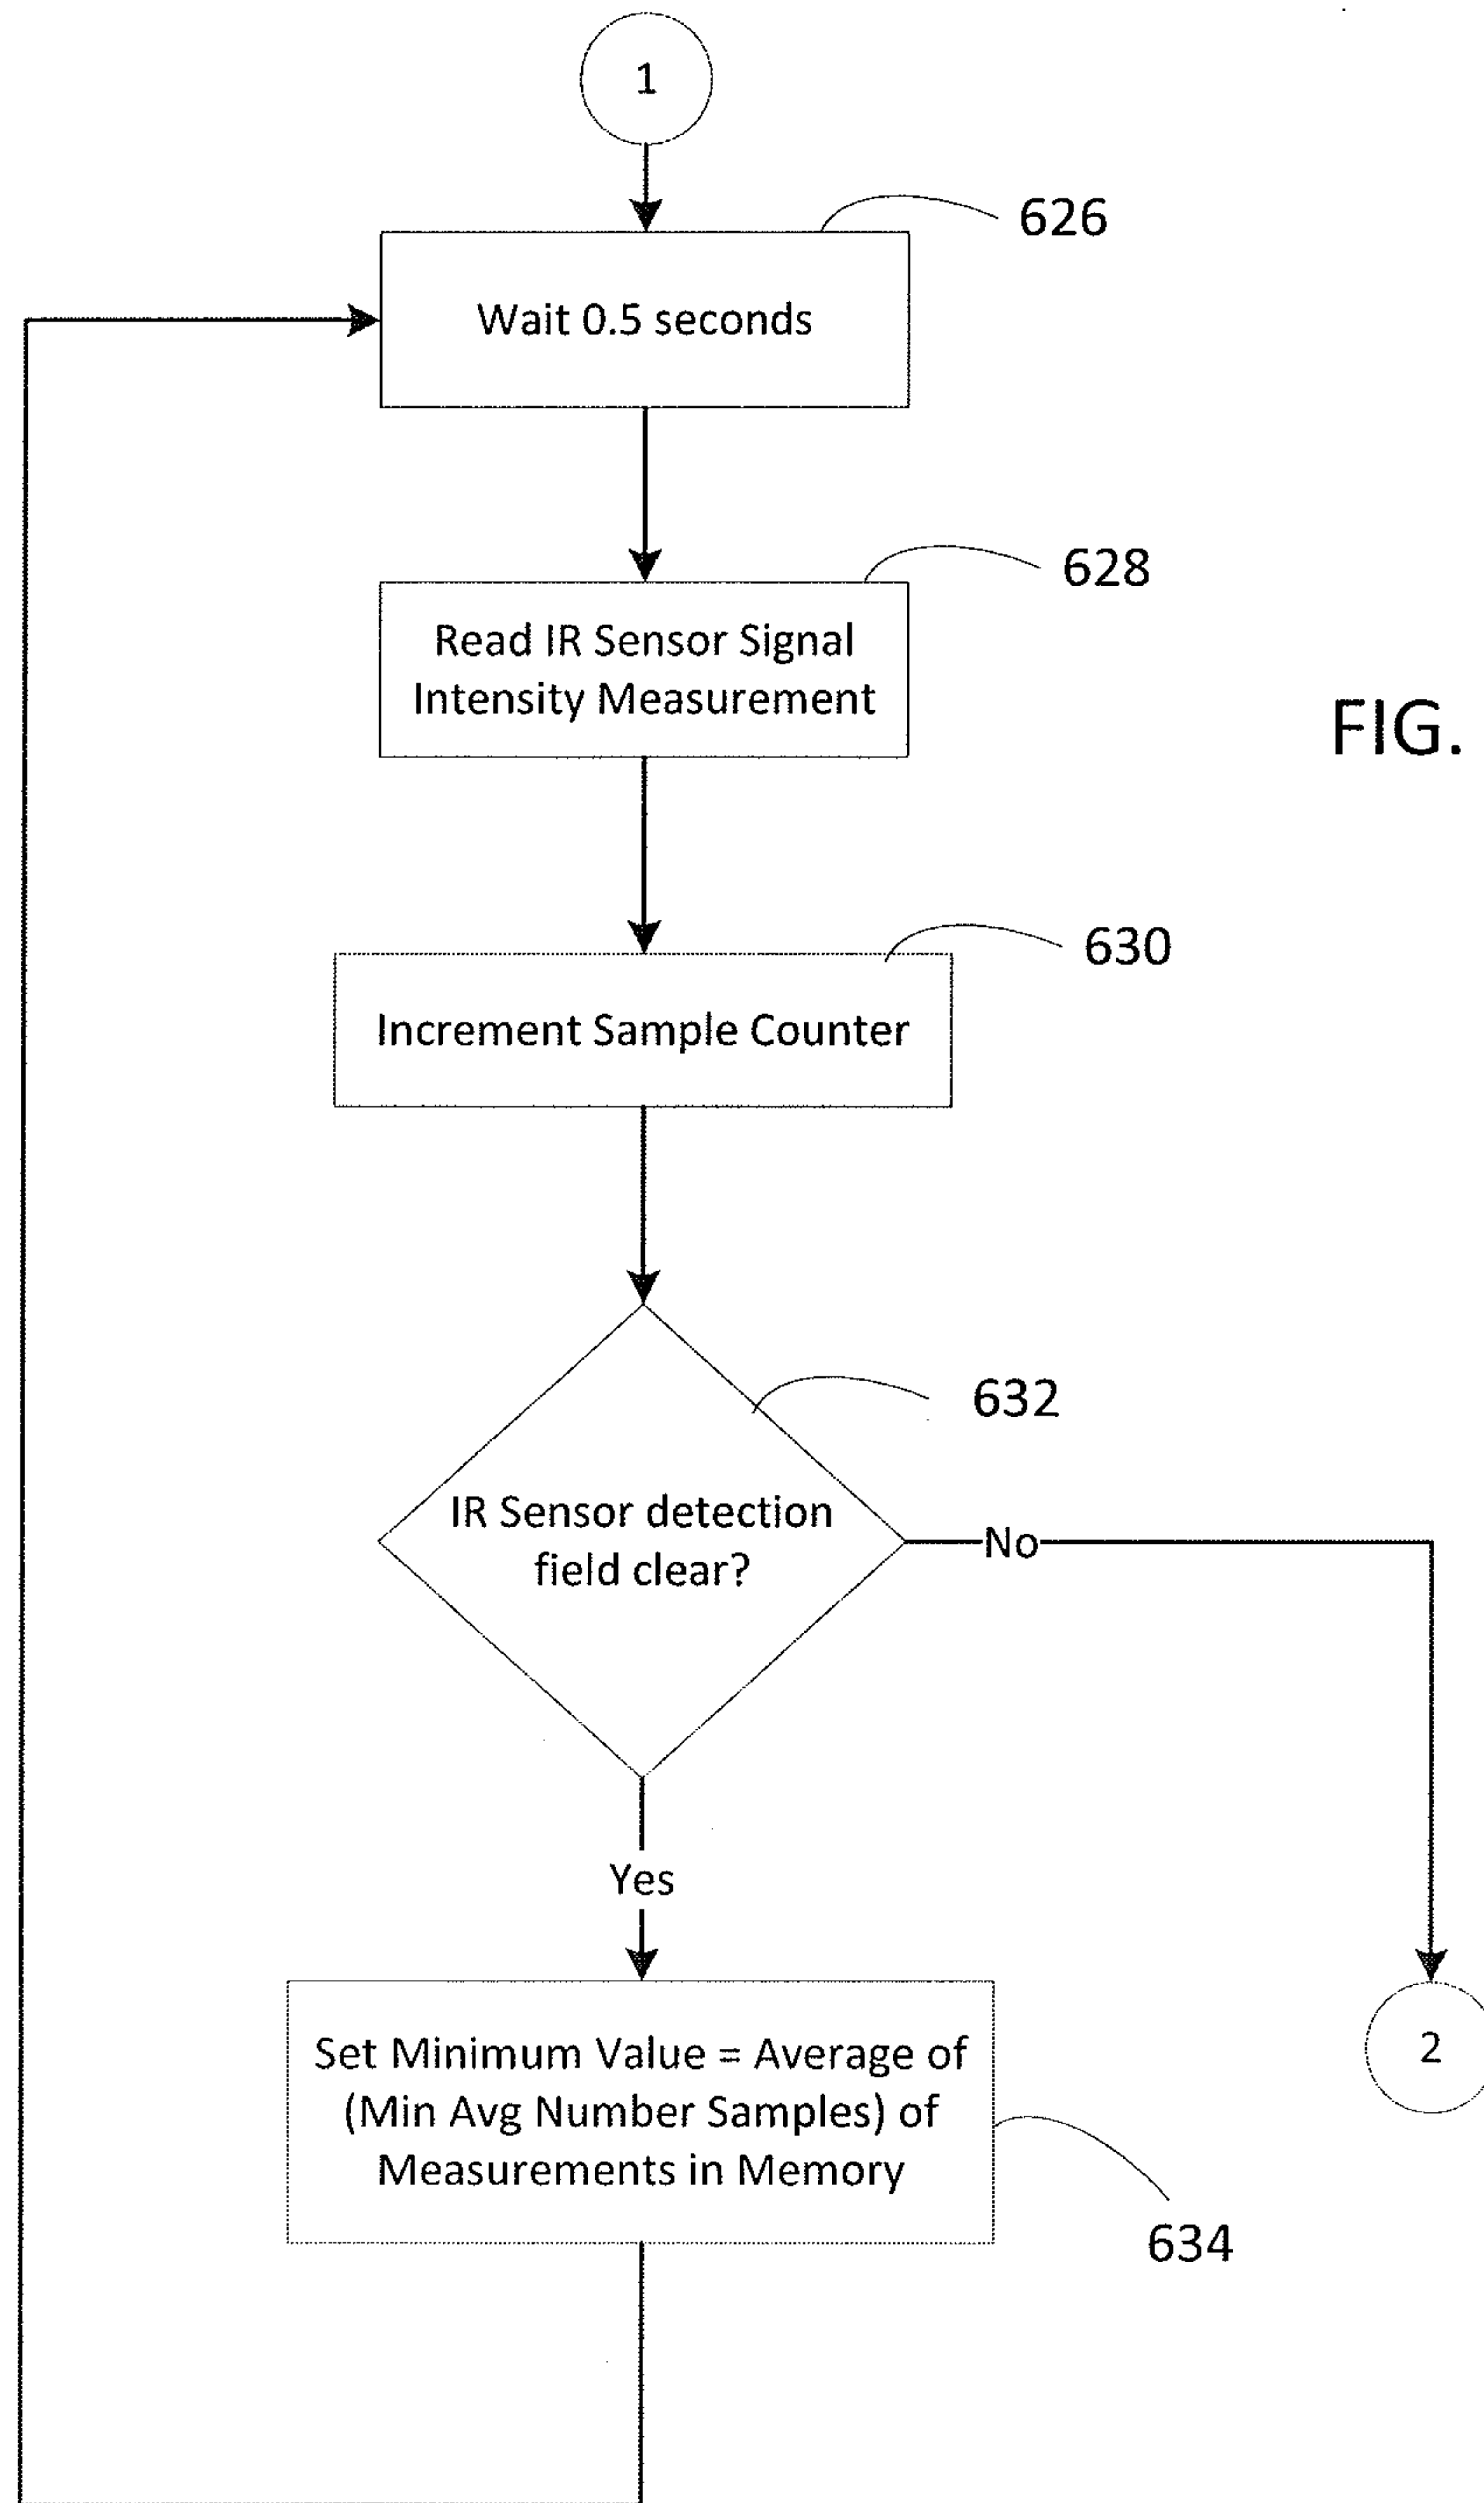 1
626
Wait 0.5 seconds
628
Read IR Sensor Signal
Intensity Measurement
FIG.
630
Increment Sample Counter
632
IR Sensor detection
field clear?
No
Yes
Set Minimum Value = Average of
(Min Avg Number Samples) of
Measurements in Memory
2
634